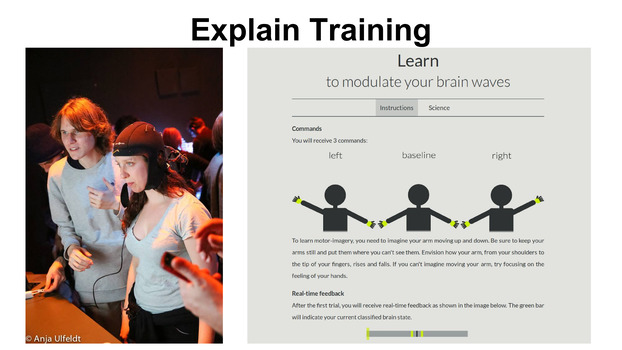 Explain Training
© Anja Ulfeldt
Learn
to modulate your brain waves
Instructions Science
Commands
You will receive 3 commands:
left baseline right
To learn motor-imagery, you need to imagine your arm moving up and down. Be sure to keep your
arms still and put them where you can't see them. Envision how your arm, from your shoulders to
the tip of your fingers, rises and falls. If you can't imagine moving your arm, try focusing on the
feeling of your hands.
Real-time feedback
After the first trial, you will receive real-time feedback as shown in the image below. The green bar
will indicate your current classified brain state.